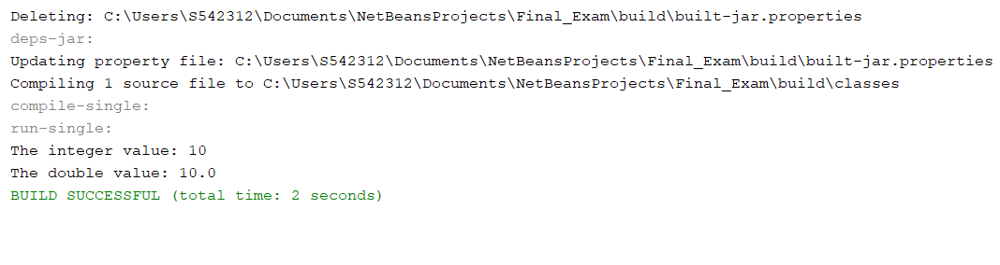 Deleting: C:\Users\S542312\Documents\NetBeansProjects\Final_Exam\build\built-jar.properties
deps-jar:
Updating property file: C:\Users\S542312\Documents\NetBeansProjects\Final_Exam\build\built-jar.properties
Compiling 1 source file to C:\Users\S542312\Documents\NetBeansProjects\Final_Exam\build\classes
compile-single:
run-single:
The integer value: 10
The double value: 10.0
BUILD SUCCESSFUL (total time: 2 seconds)